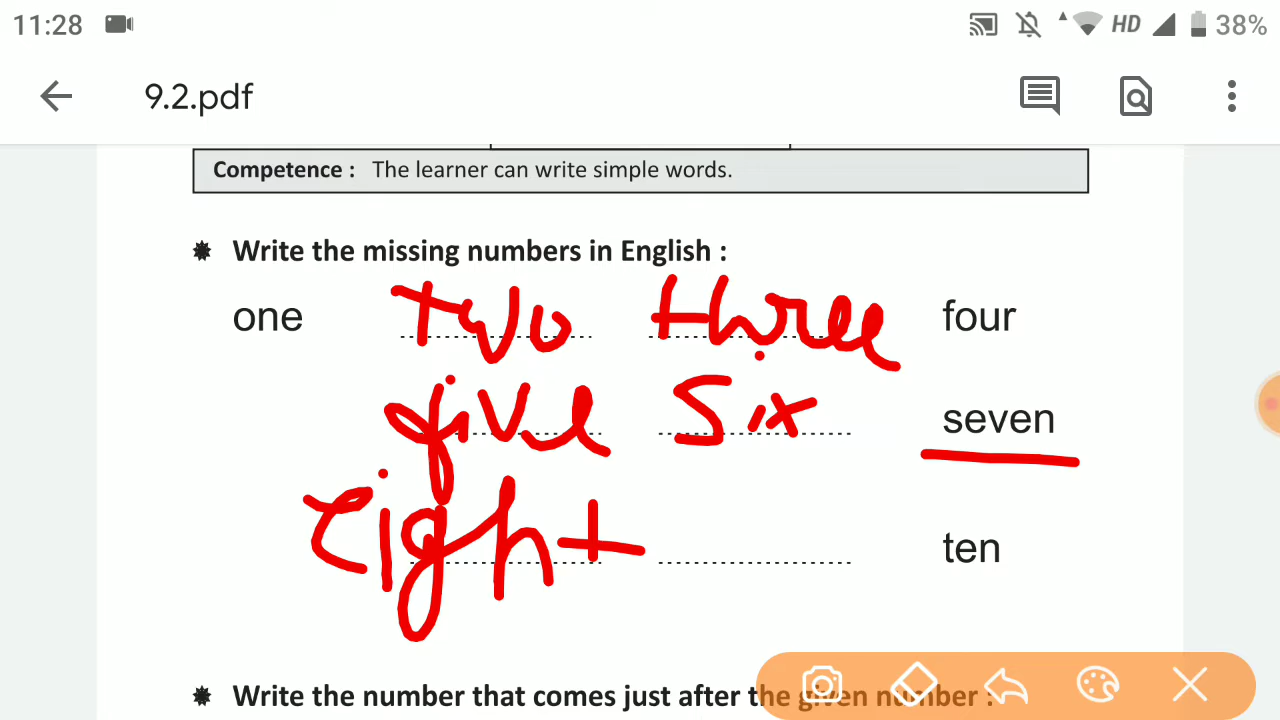 11:28 HD 38%
9.2.pdf
Competence : The learner can write simple words.
Write the missing numbers in English :
one two three four
five six seven
eight ten
Write the number that comes just after the given number :